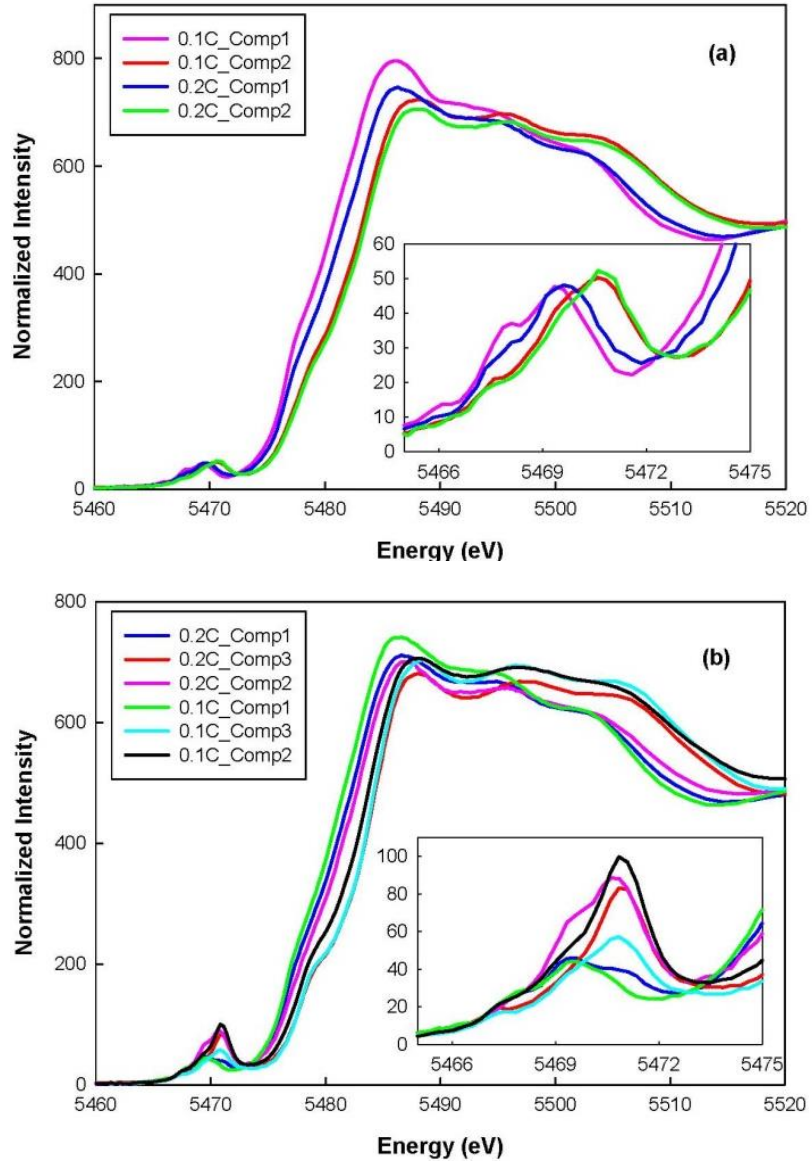 0.1C_Comp1
0.1C_Comp2
0.2C_Comp1
0.2C_Comp2
(a)
Normalized Intensity
800
600
400
200
0
60
50
40
30
20
10
0
5466 5469 5472 5475
5460 5470 5480 5490 5500 5510 5520
Energy (eV)
0.2C_Comp1
0.2C_Comp3
0.2C_Comp2
0.1C_Comp1
0.1C_Comp3
0.1C_Comp2
(b)
Normalized Intensity
800
600
400
200
0
100
80
60
40
20
0
5466 5469 5472 5475
5460 5470 5480 5490 5500 5510 5520
Energy (eV)